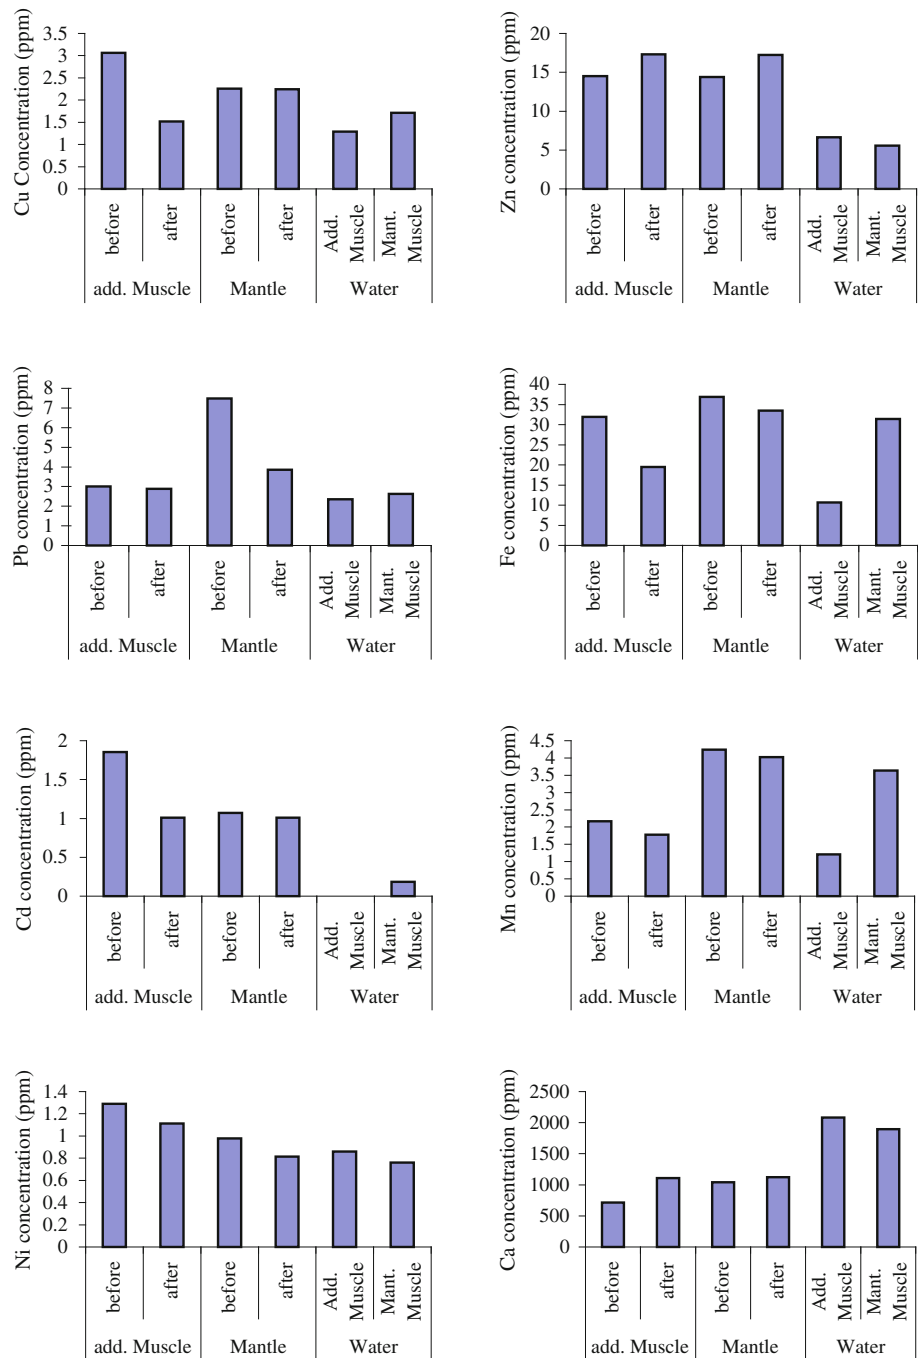 Cu Concentration (ppm)
3.5
3
2.5
2
1.5
1
0.5
0
before
after
before
after
Add.
Muscle
Mant.
Muscle
add. Muscle
Mantle
Water
Zn concentration (ppm)
20
15
10
5
0
before
after
before
after
Add.
Muscle
Mant.
Muscle
add. Muscle
Mantle
Water
Pb concentration (ppm)
8
7
6
5
4
3
2
1
0
before
after
before
after
Add.
Muscle
Mant.
Muscle
add. Muscle
Mantle
Water
Fe concentration (ppm)
40
35
30
25
20
15
10
5
0
before
after
before
after
Add.
Muscle
Mant.
Muscle
add. Muscle
Mantle
Water
Cd concentration (ppm)
2
1.5
1
0.5
0
before
after
before
after
Add.
Muscle
Mant.
Muscle
add. Muscle
Mantle
Water
Mn concentration (ppm)
4.5
4
3.5
3
2.5
2
1.5
1
0.5
0
before
after
before
after
Add.
Muscle
Mant.
Muscle
add. Muscle
Mantle
Water
Ni concentration (ppm)
1.4
1.2
1
0.8
0.6
0.4
0.2
0
before
after
before
after
Add.
Muscle
Mant.
Muscle
add. Muscle
Mantle
Water
Ca concentration (ppm)
2500
2000
1500
1000
500
0
before
after
before
after
Add.
Muscle
Mant.
Muscle
add. Muscle
Mantle
Water